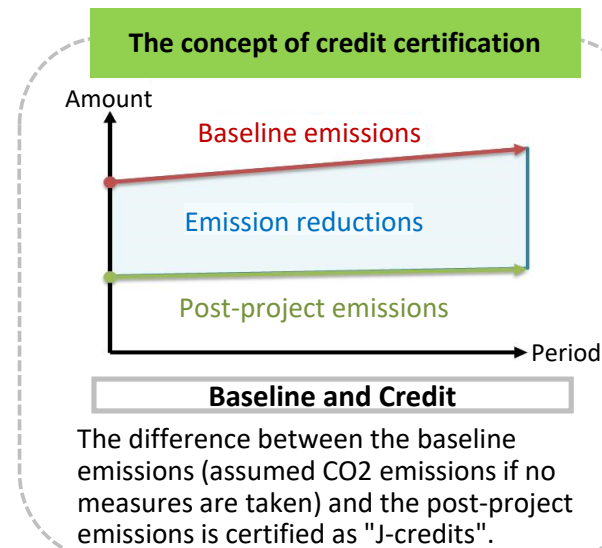 The concept of credit certification
Amount
Baseline emissions
Emission reductions
Post-project emissions
Period
Baseline and Credit
The difference between the baseline
emissions (assumed CO2 emissions if no
measures are taken) and the post-project
emissions is certified as "J-credits".